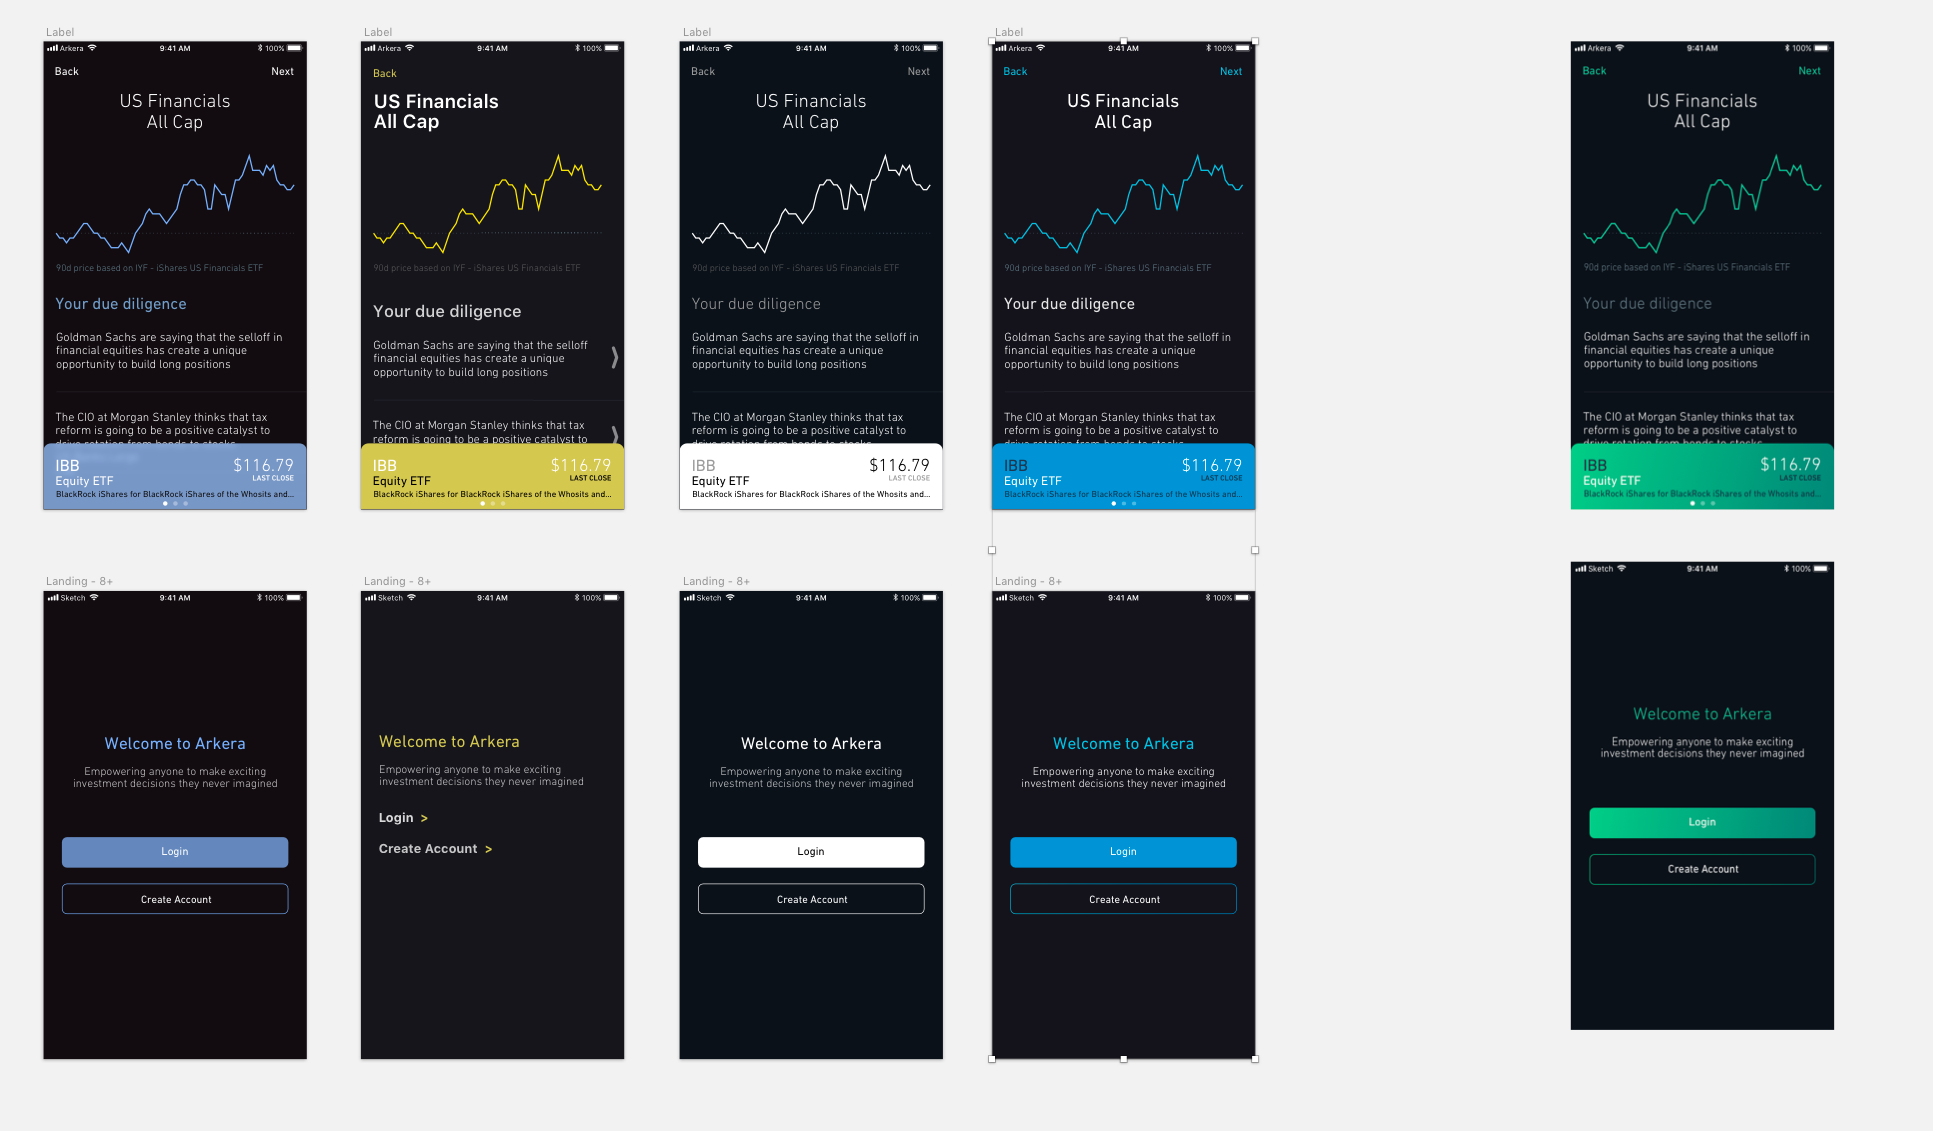 Label
Arkera 9:41 AM 100%
Back Next
US Financials
All Cap
90d price based on IYF - iShares US Financials ETF
Your due diligence
Goldman Sachs are saying that the selloff in
financial equities has create a unique
opportunity to build long positions
The CIO at Morgan Stanley thinks that tax
reform is going to be a positive catalyst to
drive rotation from bonds to stocks
IBB $116.79
Equity ETF LAST CLOSE
BlackRock iShares for BlackRock iShares of the Whosits and...
Label
Arkera 9:41 AM 100%
Back
US Financials
All Cap
90d price based on IYF - iShares US Financials ETF
Your due diligence
Goldman Sachs are saying that the selloff
financial equities has create a unique
opportunity to build long positions
The CIO at Morgan Stanley thinks that tax
reform is going to be a positive catalyst to
IBB $116.79
Equity ETF LAST CLOSE
BlackRock iShares for BlackRock iShares of the Whosits and...
Label
Arkera 9:41 AM 100%
Back Next
US Financials
All Cap
90d price based on IYF - iShares US Financials ETF
Your due diligence
Goldman Sachs are saying that the selloff in
financial equities has create a unique
opportunity to build long positions
The CIO at Morgan Stanley thinks that tax
reform is going to be a positive catalyst to
drive rotation from bonds to stocks
IBB $116.79
Equity ETF LAST CLOSE
BlackRock iShares for BlackRock iShares of the Whosits and...
Label
Arkera 9:41 AM 100%
Back Next
US Financials
All Cap
90d price based on IYF - iShares US Financials ETF
Your due diligence
Goldman Sachs are saying that the selloff in
financial equities has create a unique
opportunity to build long positions
The CIO at Morgan Stanley thinks that tax
reform is going to be a positive catalyst to
drive rotation from bonds to stocks
IBB $116.79
Equity ETF LAST CLOSE
BlackRock iShares for BlackRock iShares of the Whosits and...
Arkera 9:41 AM 100%
Back Next
US Financials
All Cap
90d price based on IYF - iShares US Financials ETF
Your due diligence
Goldman Sachs are saying that the selloff in
financial equities has create a unique
opportunity to build long positions
The CIO at Morgan Stanley thinks that tax
reform is going to be a positive catalyst to
drive rotation from bonds to stocks
IBB $116.79
Equity ETF LAST CLOSE
BlackRock iShares for BlackRock iShares of the Whosits and...
Landing - 8+
Sketch 9:41 AM 100%
Welcome to Arkera
Empowering anyone to make exciting
investment decisions they never imagined
Login
Create Account
Landing - 8+
Sketch 9:41 AM 100%
Welcome to Arkera
Empowering anyone to make exciting
investment decisions they never imagined
Login >
Create Account >
Landing - 8+
Sketch 9:41 AM 100%
Welcome to Arkera
Empowering anyone to make exciting
investment decisions they never imagined
Login
Create Account
Landing - 8+
Sketch 9:41 AM 100%
Welcome to Arkera
Empowering anyone to make exciting
investment decisions they never imagined
Login
Create Account
Sketch 9:41 AM 100%
Welcome to Arkera
Empowering anyone to make exciting
investment decisions they never imagined
Login
Create Account